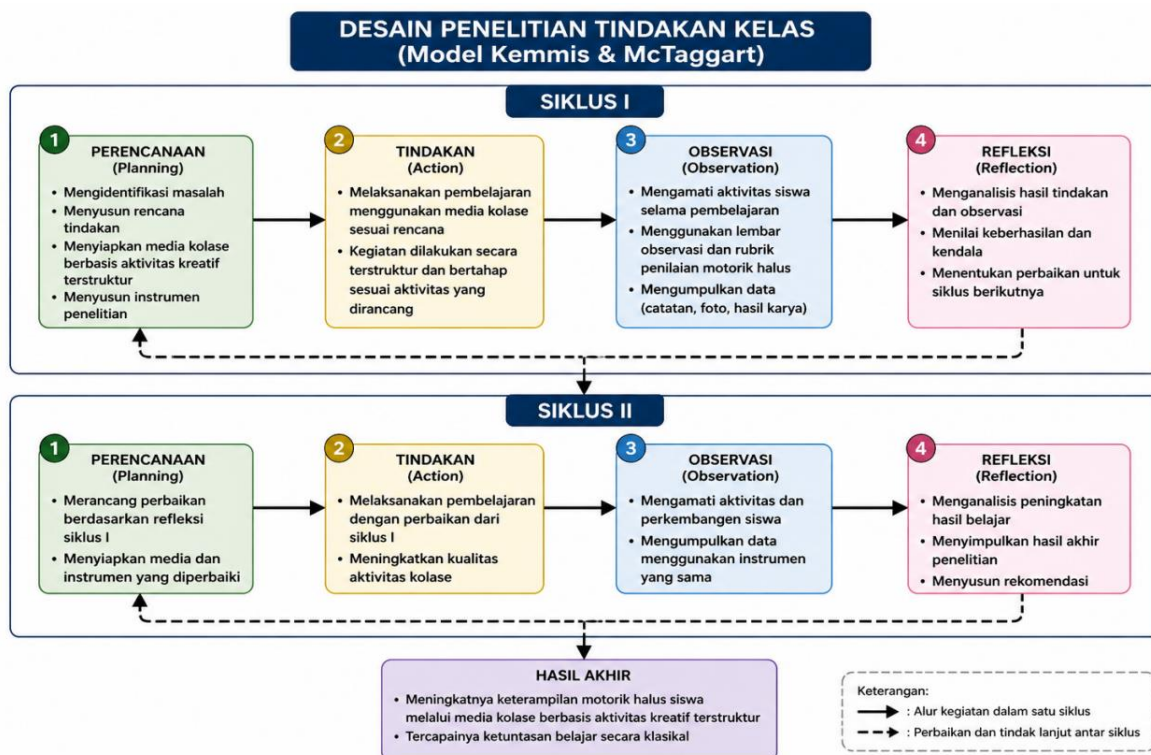 DESAIN PENELITIAN TINDAKAN KELAS
(Model Kemmis & McTaggart)
SIKLUS I
1
PERENCANAAN
(Planning)
• Mengidentifikasi masalah
• Menyusun rencana
tindakan
• Menyiapkan media kolase
berbasis aktivitas kreatif
terstruktur
• Menyusun instrumen
penelitian
2
TINDAKAN
(Action)
• Melaksanakan pembelajaran
menggunakan media kolase
sesuai rencana
• Kegiatan dilakukan secara
terstruktur dan bertahap
sesuai aktivitas yang
dirancang
3
OBSERVASI
(Observation)
• Mengamati aktivitas siswa
selama pembelajaran
• Menggunakan lembar
observasi dan rubrik
penilaian motorik halus
• Mengumpulkan data
(catatan, foto, hasil karya)
4
REFLEKSI
(Reflection)
• Menganalisis hasil tindakan
dan observasi
• Menilai keberhasilan dan
kendala
• Menentukan perbaikan untuk
siklus berikutnya
SIKLUS II
1
PERENCANAAN
(Planning)
• Merancang perbaikan
berdasarkan refleksi
siklus I
• Menyiapkan media dan
instrumen yang diperbaiki
2
TINDAKAN
(Action)
• Melaksanakan pembelajaran
dengan perbaikan dari
siklus I
• Meningkatkan kualitas
aktivitas kolase
3
OBSERVASI
(Observation)
• Mengamati aktivitas dan
perkembangen siswa
• Mengumpulkan data
menggunakan instrumen
yang sama
4
REFLEKSI
(Reflection)
• Menganalisis peningkatan
hasil belajar
• Menyimpulkan hasil akhir
penelitian
• Menyusun rekomendasi
HASIL AKHIR
• Meningkatnya keterampilan motorik halus siswa
melalui media kolase berbasis aktivitas kreatif terstruktur
• Tercapainya ketuntasan belajar secara klasikal
Keterangan:
: Alur kegiatan dalam satu siklus
: Perbaikan dan tindak lanjut antar siklus